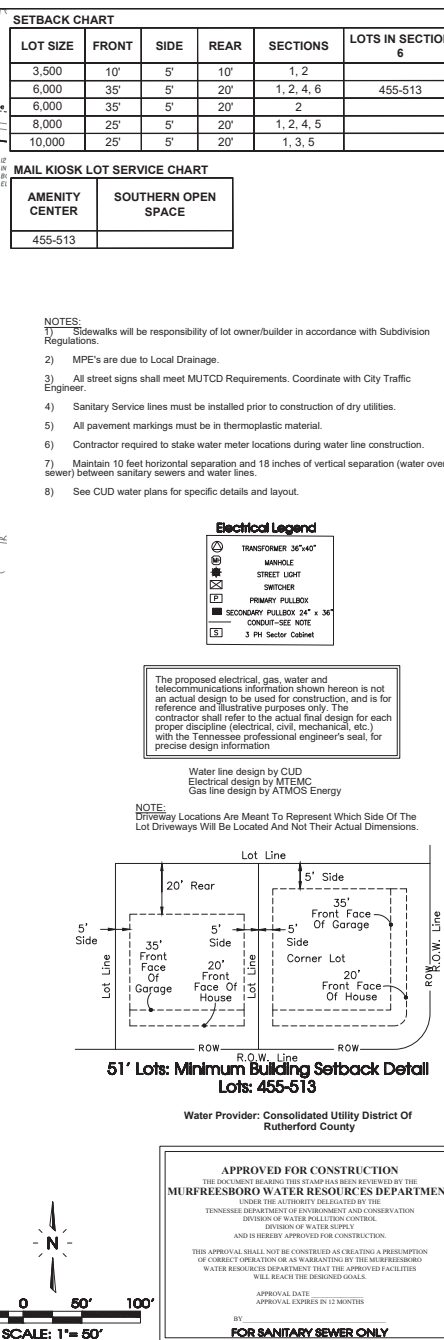 SETBACK CHART
LOT SIZE FRONT SIDE REAR SECTIONS LOTS IN SECTION 6
3,500 10' 5' 10' 1, 2
6,000 35' 5' 20' 1, 2, 4, 6 455-513
6,000 35' 5' 20' 2
8,000 25' 5' 20' 1, 2, 4, 5
10,000 25' 5' 20' 1, 3, 5
MAIL KIOSK LOT SERVICE CHART
AMENITY CENTER SOUTHERN OPEN SPACE
455-513
NOTES:
1) Sidewalks will be responsibility of lot owner/builder in accordance with Subdivision
Regulations.
2) MPE's are due to Local Drainage.
3) All street signs shall meet MUTCD Requirements. Coordinate with City Traffic
Engineer.
4) Sanitary Service lines must be installed prior to construction of dry utilities.
5) All pavement markings must be in thermoplastic material.
6) Contractor required to stake water meter locations during water line construction.
7) Maintain 10 feet horizontal separation and 18 inches of vertical separation (water over
sewer) between sanitary sewers and water lines.
8) See CUD water plans for specific details and layout.
Electrical Legend
TRANSFORMER 36"x40"
MH MANHOLE
STREET LIGHT
SWITCHER
P PRIMARY PULLBOX
SECONDARY PULLBOX 24" x 36"
CONDUIT-SEE NOTE
S 3 PH Sector Cabinet
The proposed electrical, gas, water and
telecommunications information shown hereon is not
an actual design to be used for construction, and is for
reference and illustrative purposes only. The
contractor shall refer to the actual final design for each
proper discipline (electrical, civil, mechanical, etc.)
with the Tennessee professional engineer's seal, for
precise design information
Water line design by CUD
Electrical design by MTEMC
Gas line design by ATMOS Energy
NOTE:
Driveway Locations Are Meant To Represent Which Side Of The
Lot Driveways Will Be Located And Not Their Actual Dimensions.
Lot Line
20' Rear
5' Side
5' Side
35' Front Face Of Garage
20' Front Face Of House
5' Side
5' Side
Corner Lot
35' Front Face Of Garage
20' Front Face Of House
Lot Line
Lot Line
ROW
R.O.W. Line
ROW
R.O.W. Line
ROW
51' Lots: Minimum Building Setback Detail
Lots: 455-513
Water Provider: Consolidated Utility District Of
Rutherford County
APPROVED FOR CONSTRUCTION
THE DOCUMENT BEARING THIS STAMP HAS BEEN REVIEWED BY THE
MURFREESBORO WATER RESOURCES DEPARTMEN
UNDER THE AUTHORITY DELEGATED BY THE
TENNESSEE DEPARTMENT OF ENVIRONMENT AND CONSERVATION
DIVISION OF WATER POLLUTION CONTROL
DIVISION OF WATER SUPPLY
AND IS HEREBY APPROVED FOR CONSTRUCTION.
THIS APPROVAL SHALL NOT BE CONSTRUED AS CREATING A PRESUMPTION
OF CORRECT OPERATION OR AS WARRANTING BY THE MURFREESBORO
WATER RESOURCES DEPARTMENT THAT THE APPROVED FACILITIES
WILL REACH THE DESIGNED GOALS.
APPROVAL DATE
APPROVAL EXPIRES IN 12 MONTHS
BY
FOR SANITARY SEWER ONLY
N
0 50' 100'
SCALE: 1"= 50'